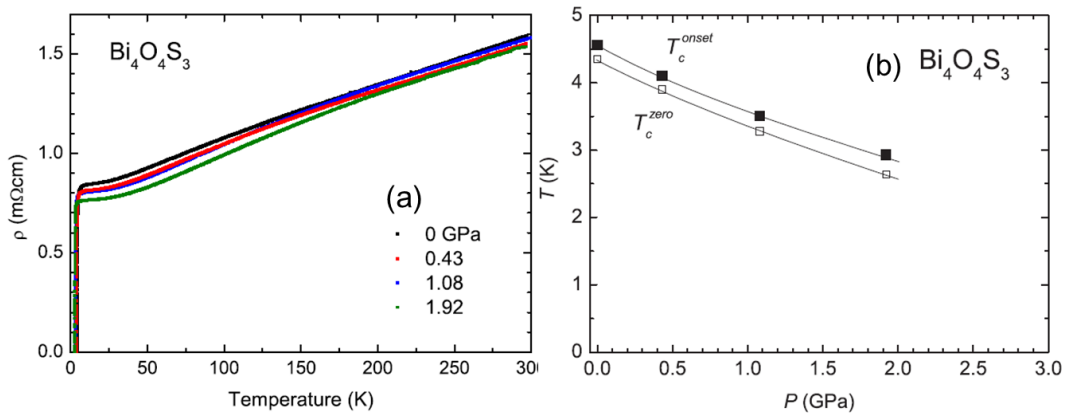 Bi₄O₄S₃
(a)
0 GPa
0.43
1.08
1.92
ρ (mΩcm)
0.0
0.5
1.0
1.5
0
50
100
150
200
250
300
Temperature (K)
T_c^onset
(b) Bi₄O₄S₃
T_c^zero
T (K)
5
4
3
2
1
0
0.0
0.5
1.0
1.5
2.0
2.5
3.0
P (GPa)